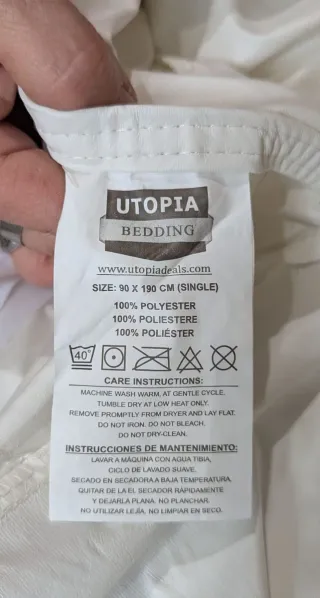 UTOPIA
BEDDING
www.utopiadeals.com
SIZE: 90 X 190 CM (SINGLE)
100% POLYESTER
100% POLIESTERE
100% POLIÉSTER
40°
CARE INSTRUCTIONS:
MACHINE WASH WARM, AT GENTLE CYCLE,
TUMBLE DRY AT LOW HEAT ONLY.
REMOVE PROMPTLY FROM DRYER AND LAY FLAT.
DO NOT IRON. DO NOT BLEACH.
DO NOT DRY-CLEAN.
INSTRUCCIONES DE MANTENIMIENTO:
LAVAR A MÁQUINA CON AGUA TIBIA,
CICLO DE LAVADO SUAVE.
SECADO EN SECADORA A BAJA TEMPERATURA.
QUITAR DE LA EL SECADOR RÁPIDAMENTE
Y DEJARLA PLANA. NO PLANCHAR.
NO UTILIZAR LEJÍA. NO LIMPIAR EN SECO.